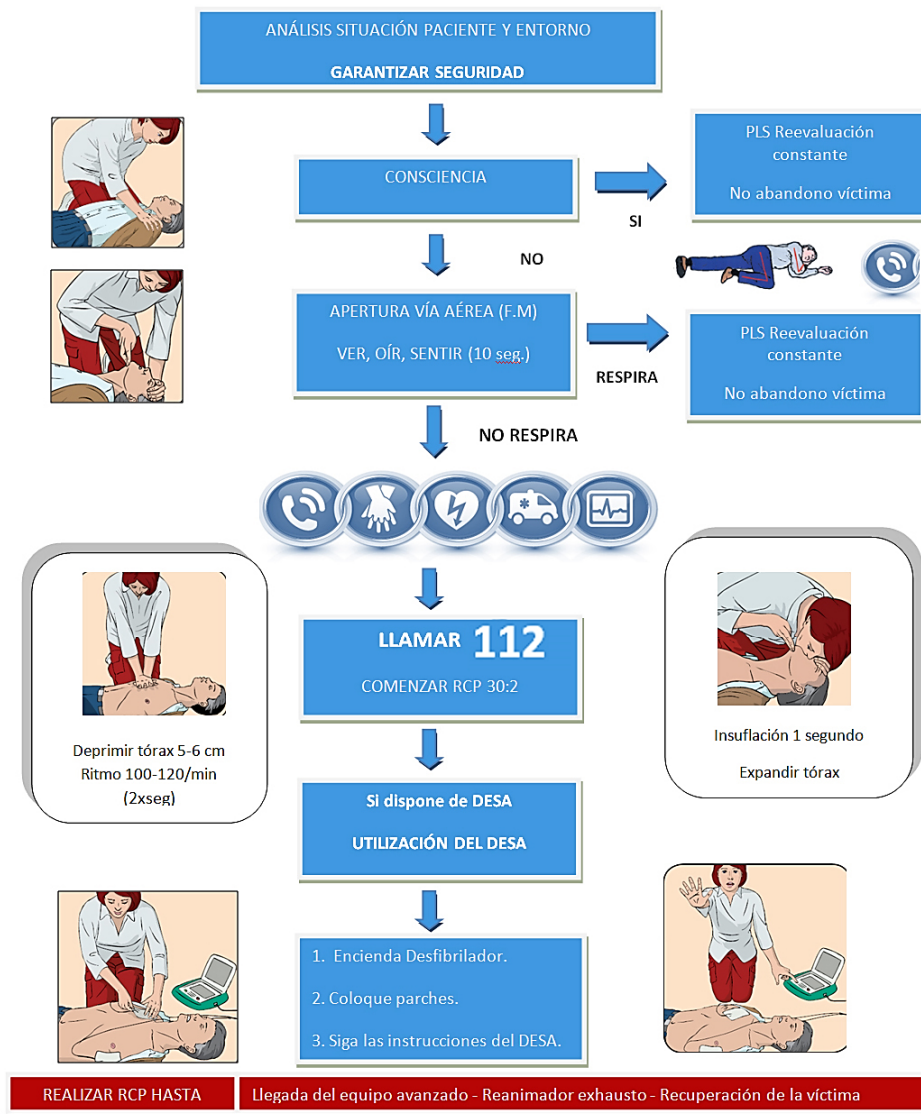 ANÁLISIS SITUACIÓN PACIENTE Y ENTORNO
GARANTIZAR SEGURIDAD
CONSCIENCIA
SI
PLS Reevaluación
constante
No abandono víctima
NO
APERTURA VÍA AÉREA (F.M)
VER, OÍR, SENTIR (10 seg.)
RESPIRA
PLS Reevaluación
constante
No abandono víctima
NO RESPIRA
LLAMAR 112
COMENZAR RCP 30:2
Deprimir tórax 5-6 cm
Ritmo 100-120/min
(2xseg)
Insuflación 1 segundo
Expandir tórax
Si dispone de DESA
UTILIZACIÓN DEL DESA
1. Encienda Desfibrilador.
2. Coloque parches.
3. Siga las instrucciones del DESA.
REALIZAR RCP HASTA
Llegada del equipo avanzado - Reanimador exhausto - Recuperación de la víctima